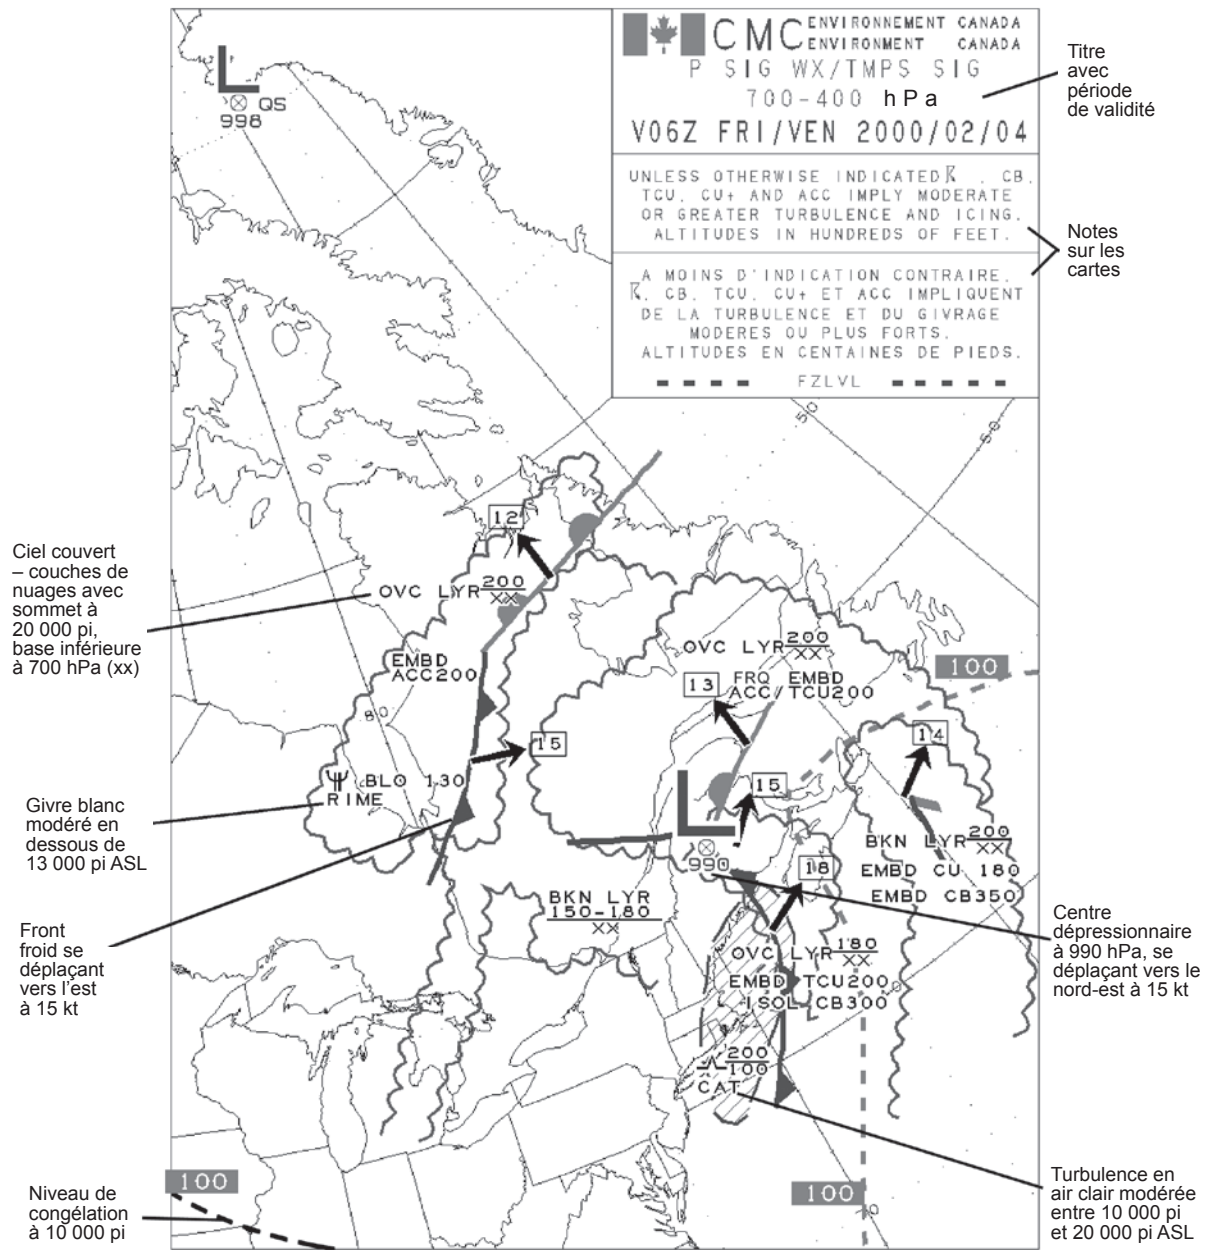 CMC
ENVIRONNEMENT CANADA
ENVIRONMENT CANADA
P SIG WX/TMPS SIG
700-400 hPa
V06Z FRI/VEN 2000/02/04
UNLESS OTHERWISE INDICATED , CB,
TCU, CU+ AND ACC IMPLY MODERATE
OR GREATER TURBULENCE AND ICING.
ALTITUDES IN HUNDREDS OF FEET.
A MOINS D'INDICATION CONTRAIRE,
, CB, TCU, CU+ ET ACC IMPLIQUENT
DE LA TURBULENCE ET DU GIVRAGE
MODERES OU PLUS FORTS.
ALTITUDES EN CENTAINES DE PIEDS.
FZLVL
Titre
avec
période
de validité
Notes
sur les
cartes
L
QS
998
50
50
12
OVC LYR 200
XX
EMBD
ACC200
80
15
BLO 130
RIME
OVC LYR 200
XX
FRQ EMBD
ACC/TCU200
13
100
14
15
L
990
18
BKN LYR 200
XX
EMBD CU 180
EMBD CB350
BKN LYR
150-180
XX
OVC LYR 180
XX
EMBD TCU200
ISOL CB300
200
100
CAT
100
100
Ciel couvert
– couches de
nuages avec
sommet à
20 000 pi,
base inférieure
à 700 hPa (xx)
Givre blanc
modéré en
dessous de
13 000 pi ASL
Front
froid se
déplaçant
vers l'est
à 15 kt
Niveau de
congélation
à 10 000 pi
Centre
dépressionnaire
à 990 hPa, se
déplaçant vers le
nord-est à 15 kt
Turbulence en
air clair modérée
entre 10 000 pi
et 20 000 pi ASL